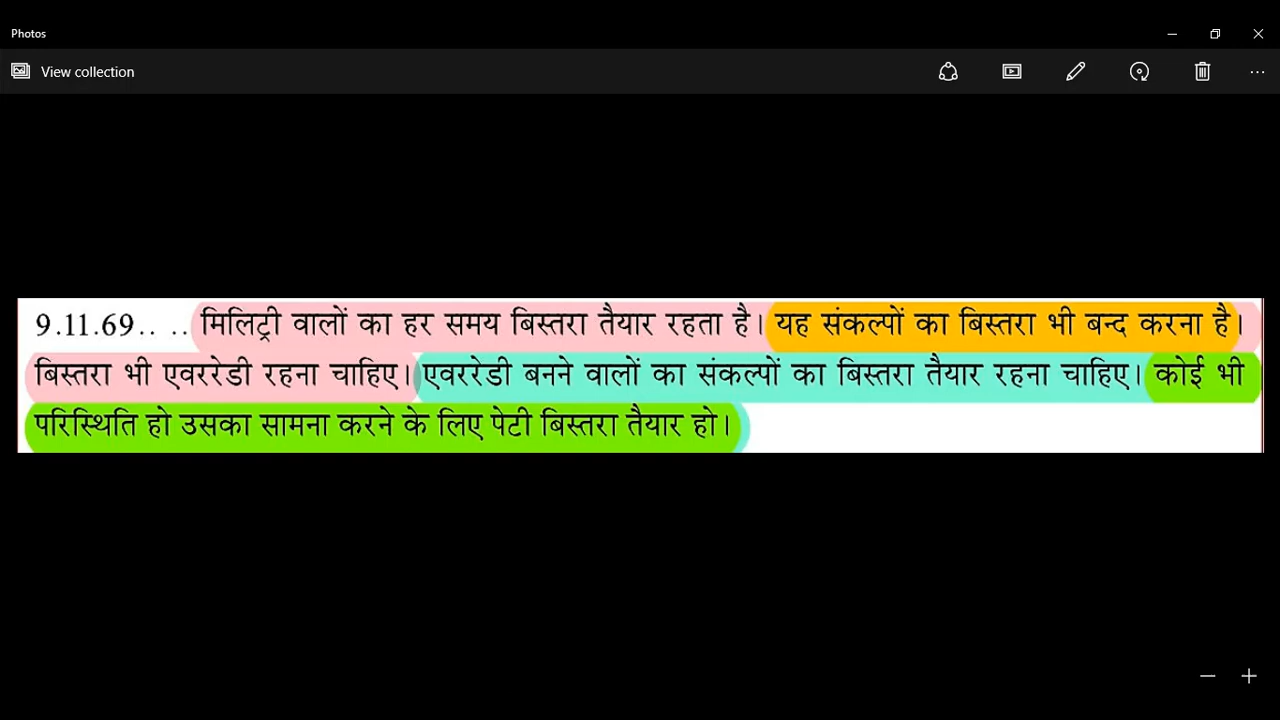 Photos
View collection
9.11.69.. .. मिलिट्री वालों का हर समय बिस्तरा तैयार रहता है। यह संकल्पों का बिस्तरा भी बन्द करना है।
बिस्तरा भी एवररेडी रहना चाहिए। एवररेडी बनने वालों का संकल्पों का बिस्तरा तैयार रहना चाहिए। कोई भी
परिस्थिति हो उसका सामना करने के लिए पेटी बिस्तरा तैयार हो।